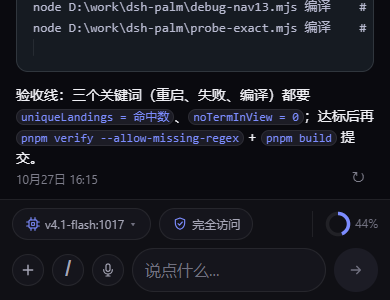 node D:\work\dsh-palm\debug-nav13.mjs 编译 #
node D:\work\dsh-palm\probe-exact.mjs 编译 #
验收线：三个关键词（重启、失败、编译）都要
uniqueLandings = 命中数、noTermInView = 0；达标后再
pnpm verify --allow-missing-regex + pnpm build 提
交。
10月27日 16:15
v4.1-flash:1017
完全访问
44%
说点什么...